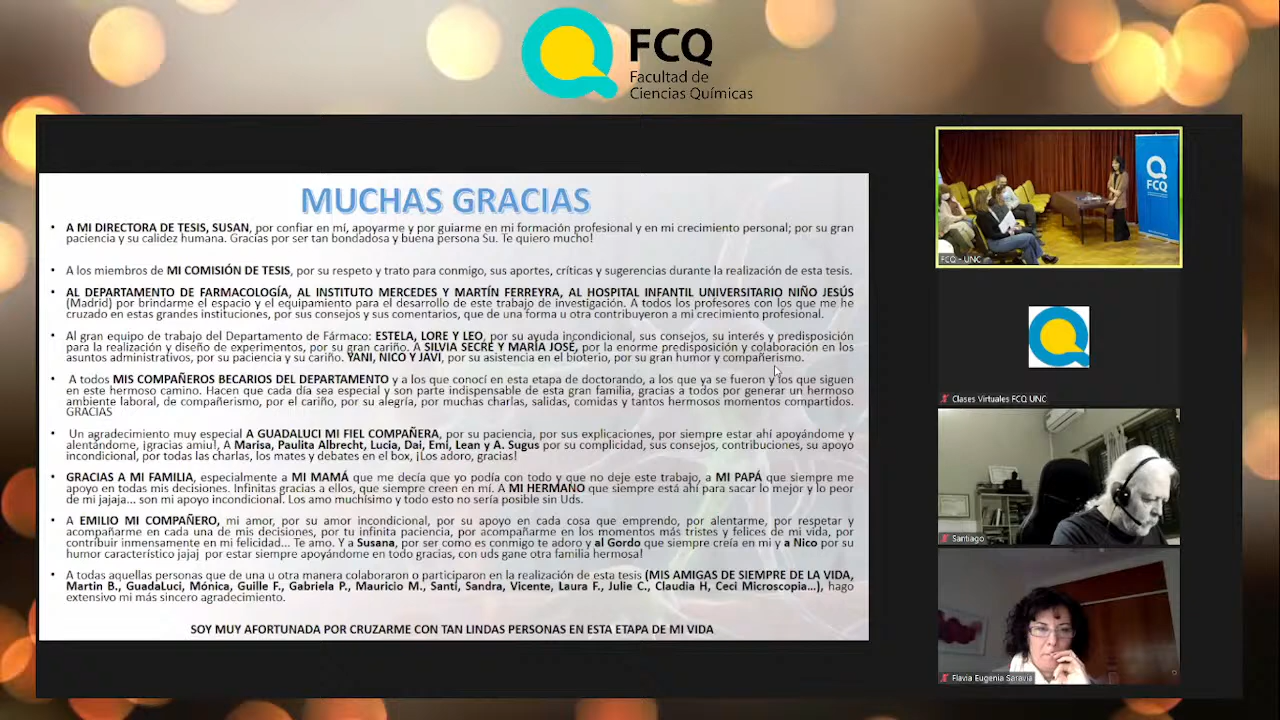 FCQ
Facultad de
Ciencias Químicas
MUCHAS GRACIAS
• A MI DIRECTORA DE TESIS, SUSAN, por confiar en mí, apoyarme y por guiarme en mi formación profesional y en mi crecimiento personal; por su gran
paciencia y su calidez humana. Gracias por ser tan bondadosa y buena persona Su. Te quiero mucho!
• A los miembros de MI COMISIÓN DE TESIS, por su respeto y trato para conmigo, sus aportes, críticas y sugerencias durante la realización de esta tesis.
• AL DEPARTAMENTO DE FARMACOLOGÍA, AL INSTITUTO MERCEDES Y MARTÍN FERREYRA, AL HOSPITAL INFANTIL UNIVERSITARIO NIÑO JESÚS
(Madrid) por brindarme el espacio y el equipamiento para el desarrollo de este trabajo de investigación. A todos los profesores con los que me he
cruzado en estas grandes instituciones, por sus consejos y sus comentarios, que de una forma u otra contribuyeron a mi crecimiento profesional.
• Al gran equipo de trabajo del Departamento de Fármaco: ESTELA, LORE Y LEO, por su ayuda incondicional, sus consejos, su interés y predisposición
para la realización y diseño de experimentos, por su gran cariño. A SILVIA SECRE Y MARÍA JOSÉ, por la enorme predisposición y colaboración en los
asuntos administrativos, por su paciencia y su cariño. YANI, NICO Y JAVI, por su asistencia en el bioterio, por su gran humor y compañerismo.
• A todos MIS COMPAÑEROS BECARIOS DEL DEPARTAMENTO y a los que conocí en esta etapa de doctorando, a los que ya se fueron y los que siguen
en este hermoso camino. Hacen que cada día sea especial y son parte indispensable de esta gran familia, gracias a todos por generar un hermoso
ambiente laboral, de compañerismo, por el cariño, por su alegría, por muchas charlas, salidas, comidas y tantos hermosos momentos compartidos.
GRACIAS
• Un agradecimiento muy especial A GUADALUCI MI FIEL COMPAÑERA, por su paciencia, por sus explicaciones, por siempre estar ahí apoyándome y
alentándome, ¡gracias amiu!, A Marisa, Paulita Albrecht, Lucia, Dai, Emi, Lean y A. Sugus por su complicidad, sus consejos, contribuciones, su apoyo
incondicional, por todas las charlas, los mates y debates en el box, ¡Los adoro, gracias!
• GRACIAS A MI FAMILIA, especialmente a MI MAMÁ que me decía que yo podía con todo y que no deje este trabajo, a MI PAPÁ que siempre me
apoyo en todas mis decisiones. Infinitas gracias a ellos, que siempre creen en mí. A MI HERMANO que siempre está ahí para sacar lo mejor y lo peor
de mi jajaja... son mi apoyo incondicional. Los amo muchísimo y todo esto no sería posible sin Uds.
• A EMILIO MI COMPAÑERO, mi amor, por su amor incondicional, por su apoyo en cada cosa que emprendo, por alentarme, por respetar y
acompañarme en cada una de mis decisiones, por tu infinita paciencia, por acompañarme en los momentos más tristes y felices de mi vida, por
contribuir inmensamente en mi felicidad... Te amo. Y a Susana, por ser como es conmigo te adoro y al Gordo que siempre creía en mi y a Nico por su
humor característico jajaj por estar siempre apoyándome en todo gracias, con uds gane otra familia hermosa!
• A todas aquellas personas que de una u otra manera colaboraron o participaron en la realización de esta tesis (MIS AMIGAS DE SIEMPRE DE LA VIDA,
Martin B., GuadaLuci, Mónica, Guille F., Gabriela P., Mauricio M., Santi, Sandra, Vicente, Laura F., Julie C., Claudia H, Ceci Microscopia...), hago
extensivo mi más sincero agradecimiento.
SOY MUY AFORTUNADA POR CRUZARME CON TAN LINDAS PERSONAS EN ESTA ETAPA DE MI VIDA
FCQ
FCQ - UNC
Clases Virtuales FCQ UNC
Santiago
Flavia Eugenia Saravia